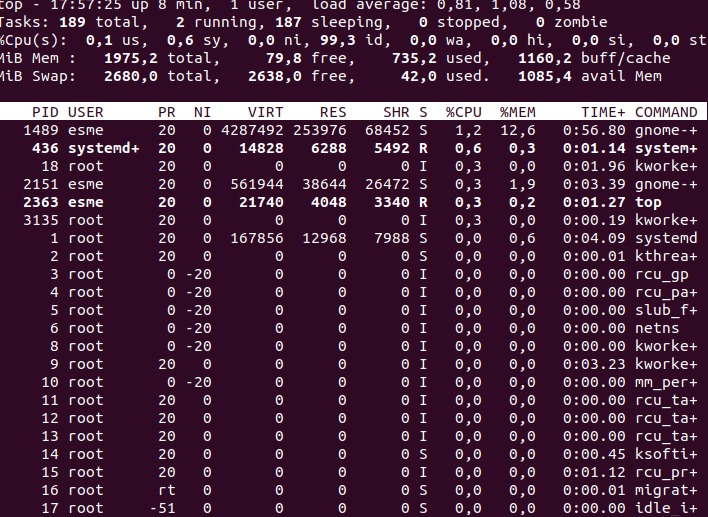 top - 17:57:25 up 8 min,  1 user,  load average: 0,81, 1,08, 0,58
Tasks: 189 total,   2 running, 187 sleeping,   0 stopped,   0 zombie
%Cpu(s):  0,1 us,  0,6 sy,  0,0 ni, 99,3 id,  0,0 wa,  0,0 hi,  0,0 si,  0,0 st
MiB Mem :   1975,2 total,     79,8 free,    735,2 used,   1160,2 buff/cache
MiB Swap:   2680,0 total,   2638,0 free,     42,0 used.   1085,4 avail Mem
PID USER PR NI VIRT RES SHR S %CPU %MEM TIME+ COMMAND
1489 esme 20 0 4287492 253976 68452 S 1,2 12,6 0:56.80 gnome-+
436 systemd+ 20 0 14828 6288 5492 R 0,6 0,3 0:01.14 system+
18 root 20 0 0 0 0 I 0,3 0,0 0:01.96 kworke+
2151 esme 20 0 561944 38644 26472 S 0,3 1,9 0:03.39 gnome-+
2363 esme 20 0 21740 4048 3340 R 0,3 0,2 0:01.27 top
3135 root 20 0 0 0 0 I 0,3 0,0 0:00.19 kworke+
1 root 20 0 167856 12968 7988 S 0,0 0,6 0:04.09 systemd
2 root 20 0 0 0 0 S 0,0 0,0 0:00.01 kthrea+
3 root 0 -20 0 0 0 I 0,0 0,0 0:00.00 rcu_gp
4 root 0 -20 0 0 0 I 0,0 0,0 0:00.00 rcu_pa+
5 root 0 -20 0 0 0 I 0,0 0,0 0:00.00 slub_f+
6 root 0 -20 0 0 0 I 0,0 0,0 0:00.00 netns
8 root 0 -20 0 0 0 I 0,0 0,0 0:00.00 kworke+
9 root 20 0 0 0 0 I 0,0 0,0 0:03.23 kworke+
10 root 0 -20 0 0 0 I 0,0 0,0 0:00.00 mm_per+
11 root 20 0 0 0 0 I 0,0 0,0 0:00.00 rcu_ta+
12 root 20 0 0 0 0 I 0,0 0,0 0:00.00 rcu_ta+
13 root 20 0 0 0 0 I 0,0 0,0 0:00.00 rcu_ta+
14 root 20 0 0 0 0 S 0,0 0,0 0:00.45 ksofti+
15 root 20 0 0 0 0 I 0,0 0,0 0:01.12 rcu_pr+
16 root rt 0 0 0 0 S 0,0 0,0 0:00.01 migrat+
17 root -51 0 0 0 0 S 0,0 0,0 0:00.00 idle_i+